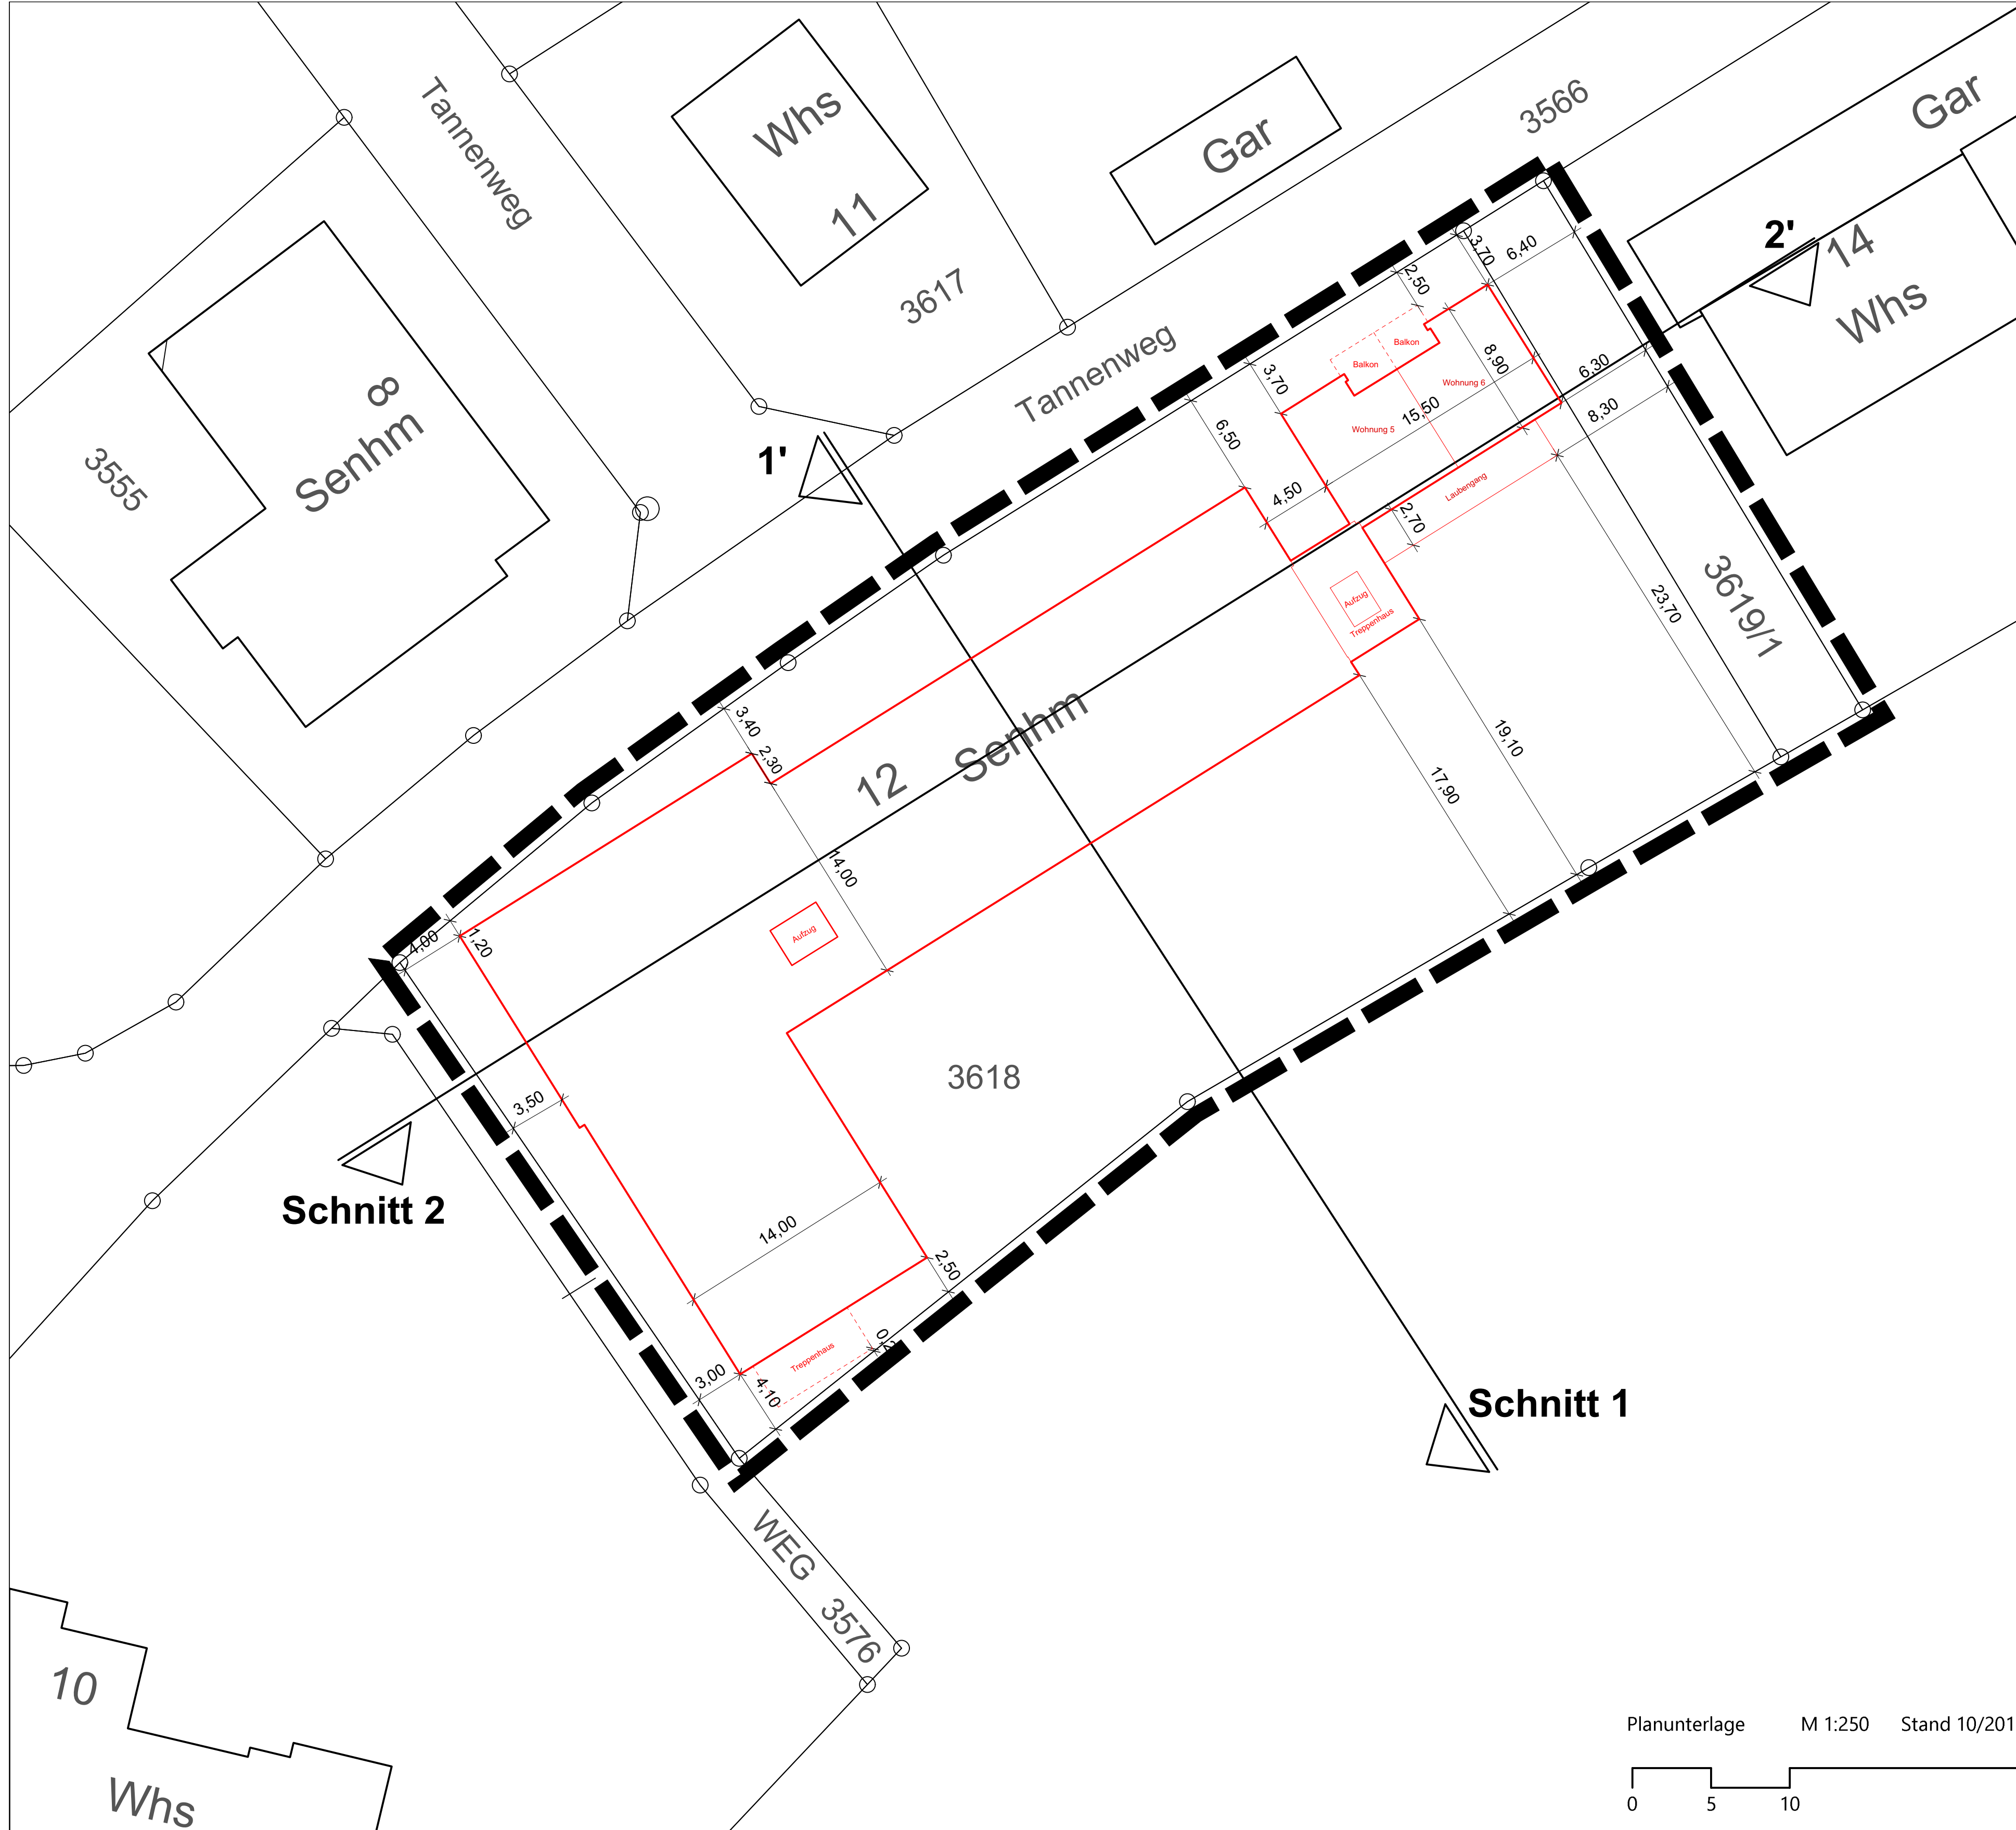 Tannenweg
Whs
11
Gar
3566
Gar
14
Whs
2'
8
Senhm
3555
3617
Tannenweg
1'
3,70
6,40
2,50
Balkon
Balkon
Wohnung 6
8,90
6,30
3,70
15,50
8,30
Wohnung 5
6,50
4,50
Laubengang
2,70
Aufzug
Treppenhaus
23,70
3619/1
3,40
2,30
12 Senhm
19,10
17,90
14,00
4,00
1,20
Aufzug
3618
3,50
Schnitt 2
14,00
2,50
Treppenhaus
3,00
4,10
Schnitt 1
WEG 3576
10
Whs
Planunterlage M 1:250 Stand 10/201
0 5 10